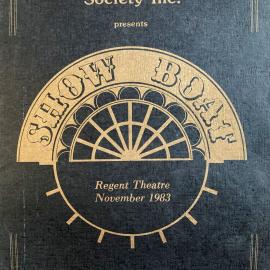 Society Inc.
presents
SHOW BOAT
Regent Theatre
November 1983